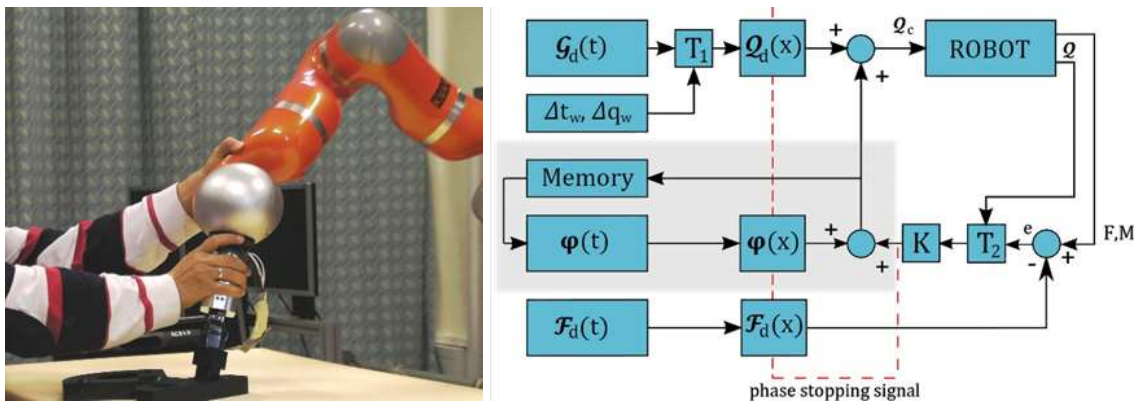 𝓖d(t)
T1
𝓠d(x)
+
+
𝓠c
ROBOT
𝓠
Δtw, Δqw
Memory
φ(t)
φ(x)
+
+
K
T2
e
-
+
F,M
𝓕d(t)
𝓕d(x)
phase stopping signal